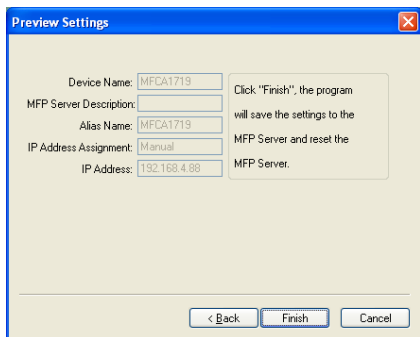 Preview Settings
Device Name: MFCA1719
MFP Server Description:
Alias Name: MFCA1719
IP Address Assignment: Manual
IP Address: 192.168.4.88
Click "Finish", the program
will save the settings to the
MFP Server and reset the
MFP Server.
< Back
Finish
Cancel